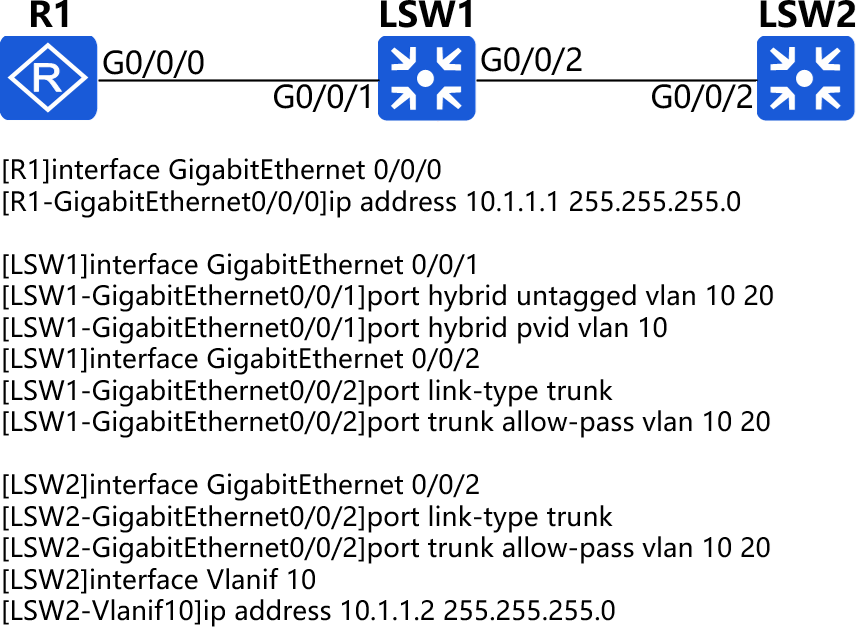 R1 LSW1 LSW2
R
G0/0/0 G0/0/2
G0/0/1 G0/0/2
[R1]interface GigabitEthernet 0/0/0
[R1-GigabitEthernet0/0/0]ip address 10.1.1.1 255.255.255.0
[LSW1]interface GigabitEthernet 0/0/1
[LSW1-GigabitEthernet0/0/1]port hybrid untagged vlan 10 20
[LSW1-GigabitEthernet0/0/1]port hybrid pvid vlan 10
[LSW1]interface GigabitEthernet 0/0/2
[LSW1-GigabitEthernet0/0/2]port link-type trunk
[LSW1-GigabitEthernet0/0/2]port trunk allow-pass vlan 10 20
[LSW2]interface GigabitEthernet 0/0/2
[LSW2-GigabitEthernet0/0/2]port link-type trunk
[LSW2-GigabitEthernet0/0/2]port trunk allow-pass vlan 10 20
[LSW2]interface Vlanif 10
[LSW2-Vlanif10]ip address 10.1.1.2 255.255.255.0